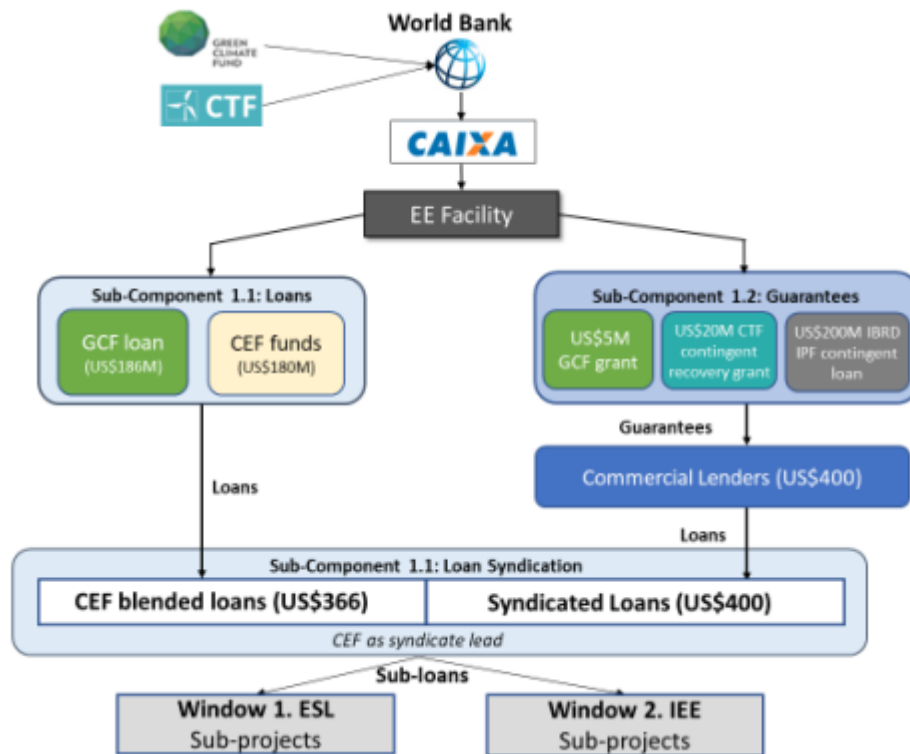 World Bank
GREEN
CLIMATE
FUND
CTF
CAIXA
EE Facility
Sub-Component 1.1: Loans
GCF loan
(US$186M)
CEF funds
(US$180M)
Sub-Component 1.2: Guarantees
US$5M
GCF grant
US$20M CTF
contingent
recovery grant
US$200M IBRD
IPF contingent
loan
Guarantees
Commercial Lenders (US$400)
Loans
Loans
Sub-Component 1.1: Loan Syndication
CEF blended loans (US$366)
Syndicated Loans (US$400)
CEF as syndicate lead
Sub-loans
Window 1. ESL
Sub-projects
Window 2. IEE
Sub-projects